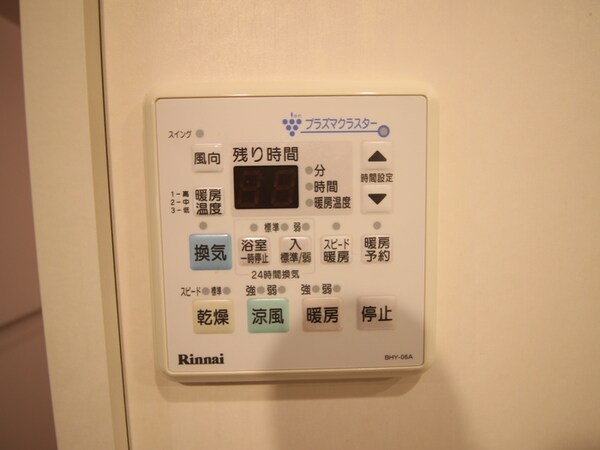 プラズマクラスター
スイング
風向
残り時間
分
時間
暖房温度
時間設定
1-高
2-中
3-低
暖房
温度
標準 弱
換気
浴室
一時停止
入
標準/弱
スピード
暖房
暖房
予約
24時間換気
スピード 標準
強 弱
強 弱
乾燥
涼風
暖房
停止
Rinnai
BHY-06A